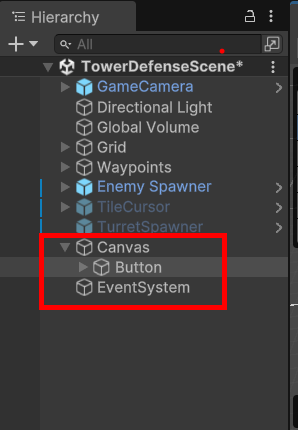 Hierarchy
All
TowerDefenseScene*
GameCamera
Directional Light
Global Volume
Grid
Waypoints
Enemy Spawner
TileCursor
TurretSpawner
Canvas
Button
EventSystem